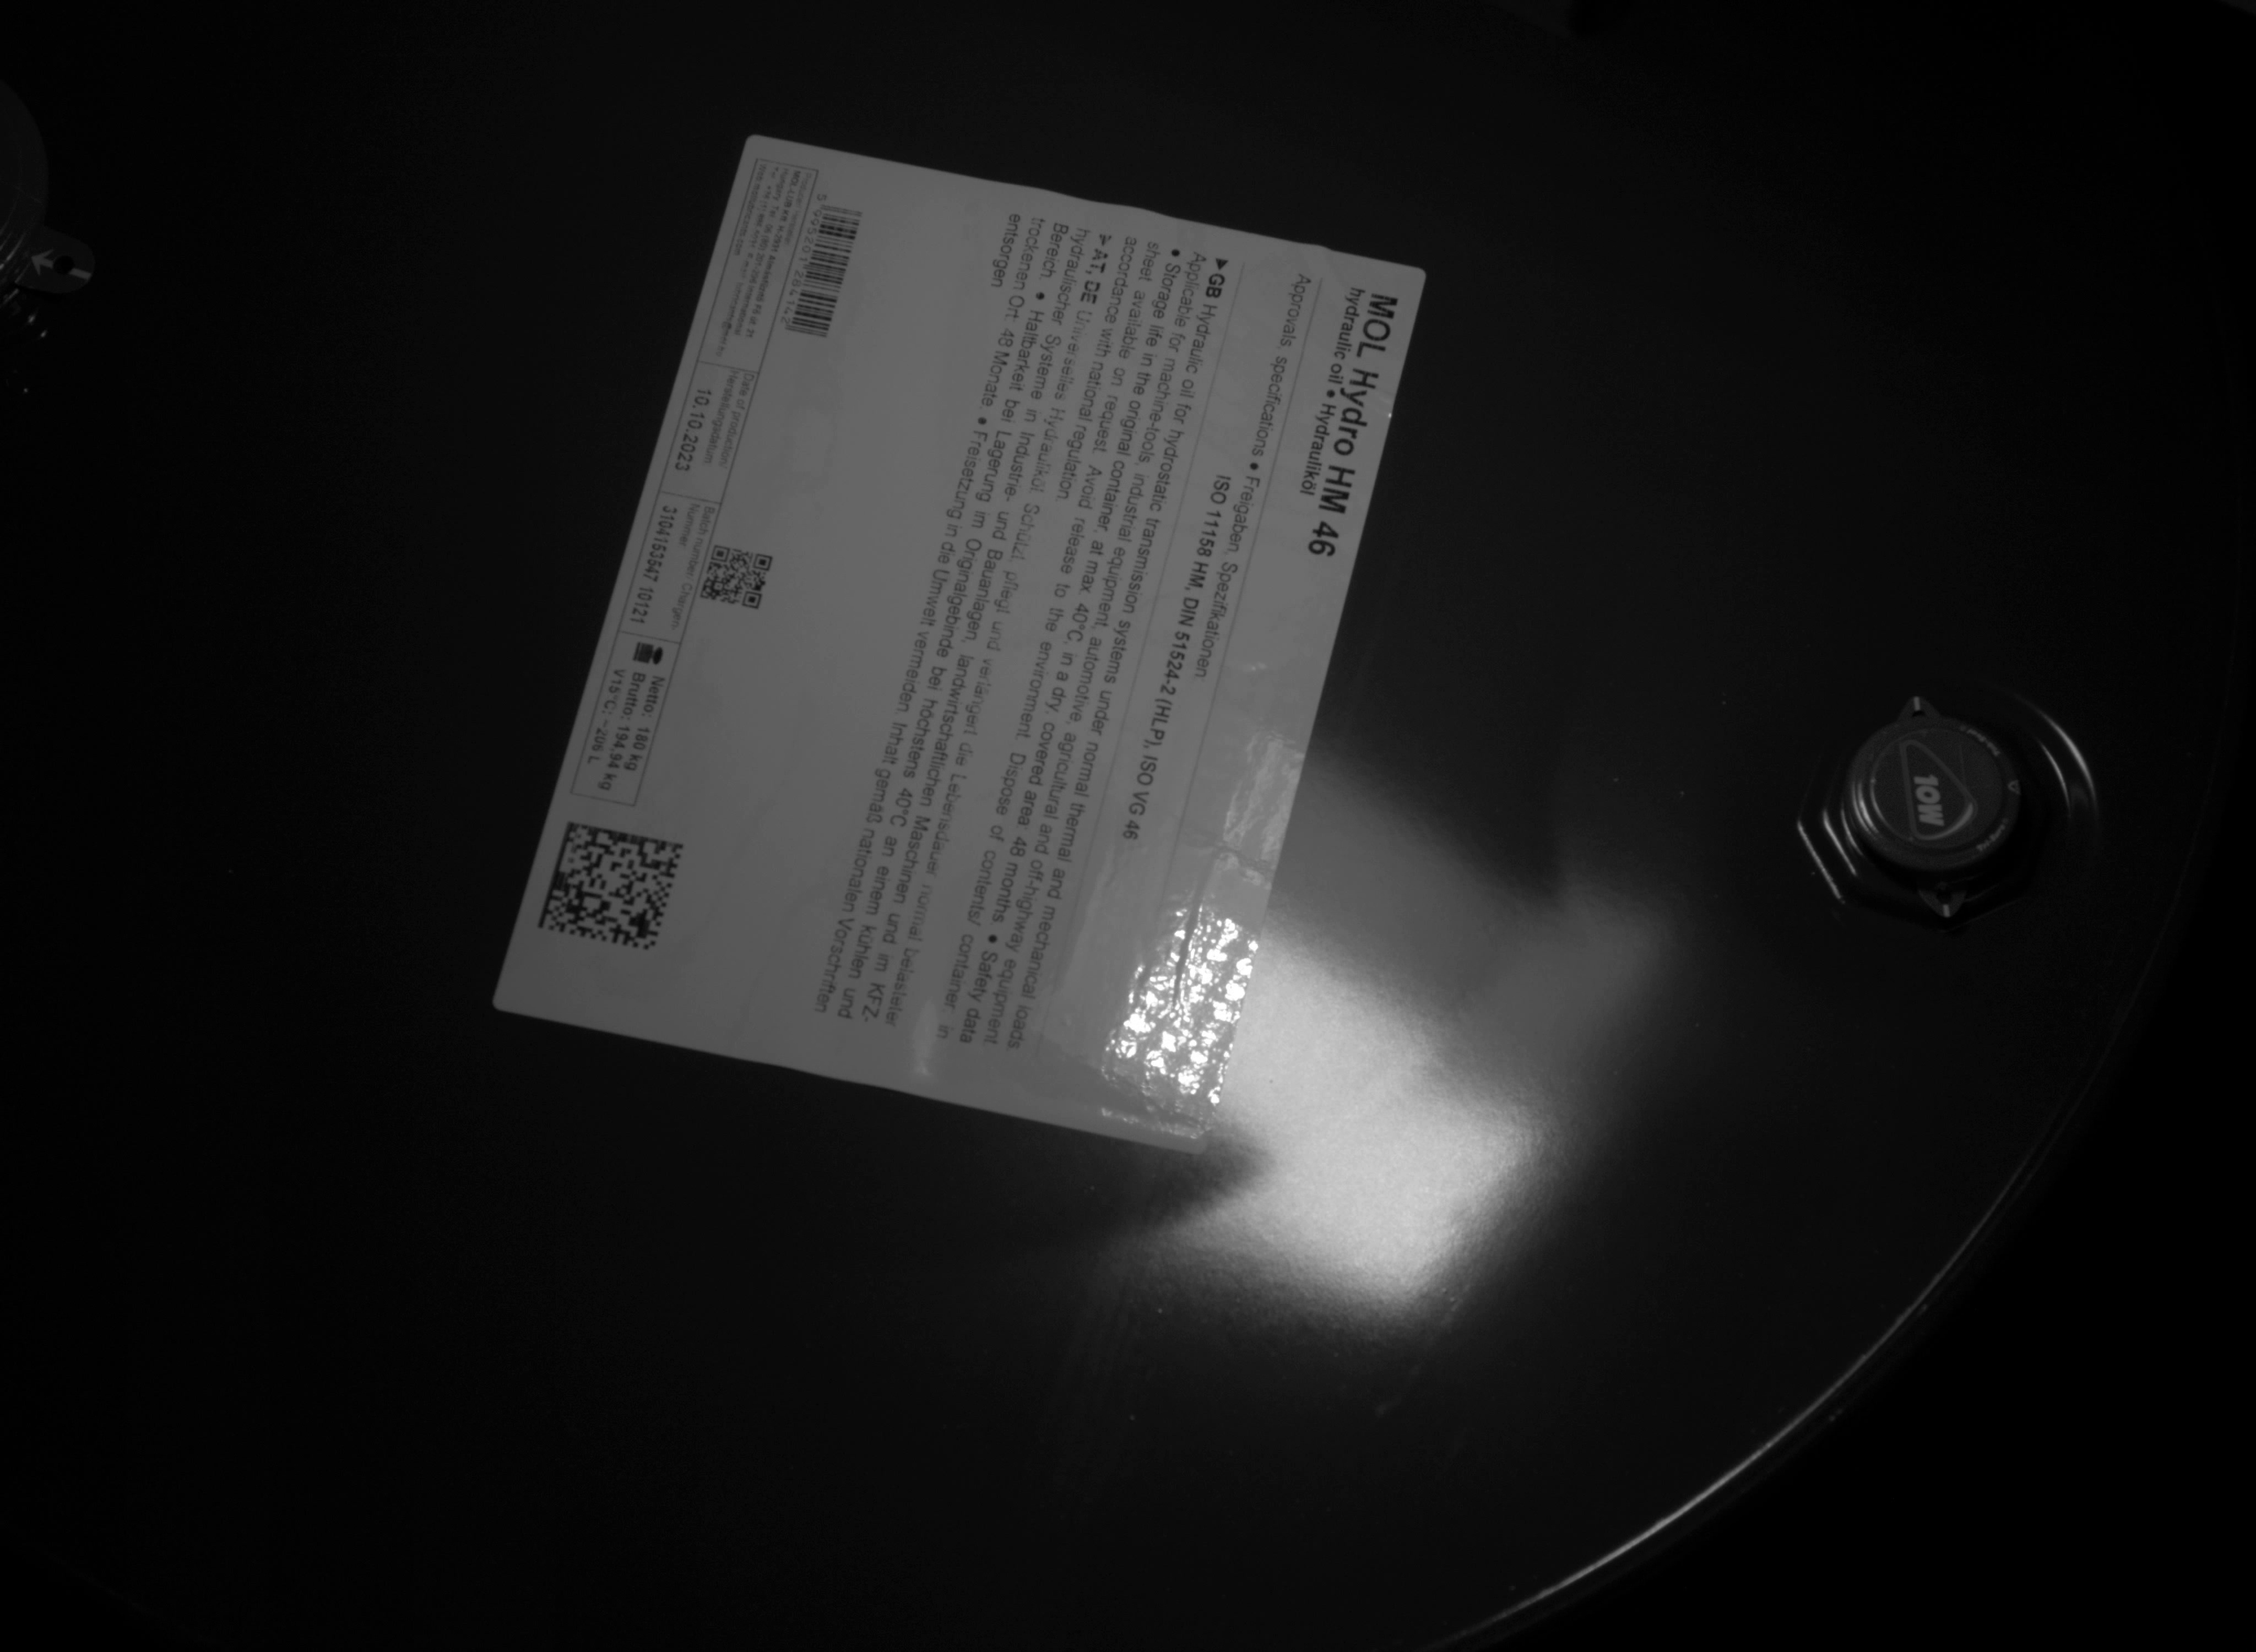 MOL Hydro HM 46
hydraulic oil • Hydrauliköl
Approvals, specifications • Freigaben, Spezifikationen:
ISO 11158 HM, DIN 51524-2 (HLP), ISO VG 46
▶GB Hydraulic oil for hydrostatic transmission systems under normal thermal and mechanical loads.
Applicable for machine-tools, industrial equipment, automotive, agricultural and off-highway equipment.
• Storage life in the original container, at max. 40°C, in a dry, covered area: 48 months. • Safety data
sheet available on request. Avoid release to the environment. Dispose of contents/ container, in
accordance with national regulation.
AT, DE Universelles Hydrauliköl. Schützt, pflegt und verlängert die Lebensdauer normal belasteter
hydraulischer Systeme in Industrie- und Bauanlagen, landwirtschaftlichen Maschinen und im KFZ-
Bereich. • Haltbarkeit bei Lagerung im Originalgebinde bei höchstens 40°C an einem kühlen und
trockenen Ort: 48 Monate. • Freisetzung in die Umwelt vermeiden. Inhalt gemäß nationalen Vorschriften
entsorgen.
5 995201 284142
Date of production/
Herstellungsdatum:
10.10.2023
Batch number/ Chargen-
Nummer:
3104153547 10121
Netto: 180 kg
Brutto: 194,94 kg
V15°C: ~206 L
MOL